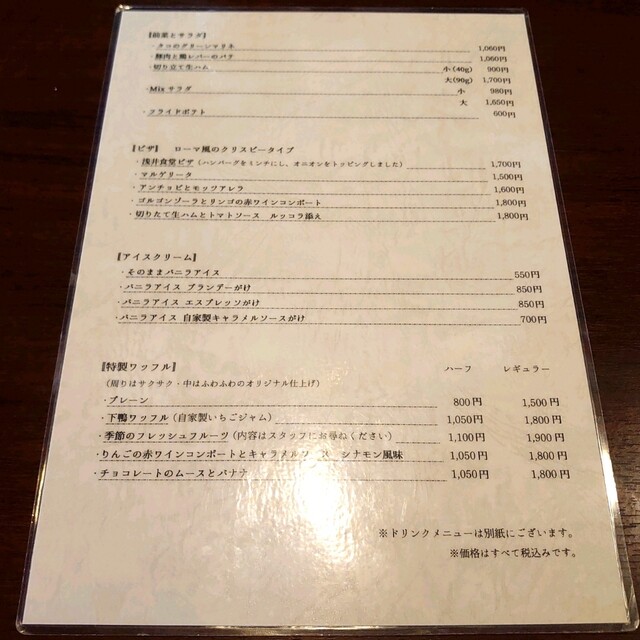 【前菜とサラダ】
・タコのグリーンマリネ 1,060円
・豚肉と鶏レバーのパテ 1,060円
・切り立て生ハム 小(40g) 900円
大(90g) 1,700円
・Mixサラダ 小 980円
大 1,650円
・フライドポテト 600円
【ピザ】 ローマ風のクリスピータイプ
・浅井食堂ピザ(ハンバーグをミンチにし、オニオンをトッピングしました) 1,700円
・マルゲリータ 1,500円
・アンチョビとモッツアレラ 1,600円
・ゴルゴンゾーラとリンゴの赤ワインコンポート 1,800円
・切りたて生ハムとトマトソース ルッコラ添え 1,800円
【アイスクリーム】
・そのままバニラアイス 550円
・バニラアイス ブランデーがけ 850円
・バニラアイス エスプレッソがけ 850円
・バニラアイス 自家製キャラメルソースがけ 700円
【特製ワッフル】 ハーフ レギュラー
(周りはサクサク・中はふわふわのオリジナル仕上げ)
・プレーン 800円 1,500円
・下鴨ワッフル(自家製いちごジャム) 1,050円 1,800円
・季節のフレッシュフルーツ(内容はスタッフにお尋ねください) 1,100円 1,900円
・りんごの赤ワインコンポートとキャラメルソース シナモン風味 1,050円 1,800円
・チョコレートのムースとバナナ 1,050円 1,800円
※ドリンクメニューは別紙にございます。
※価格はすべて税込みです。